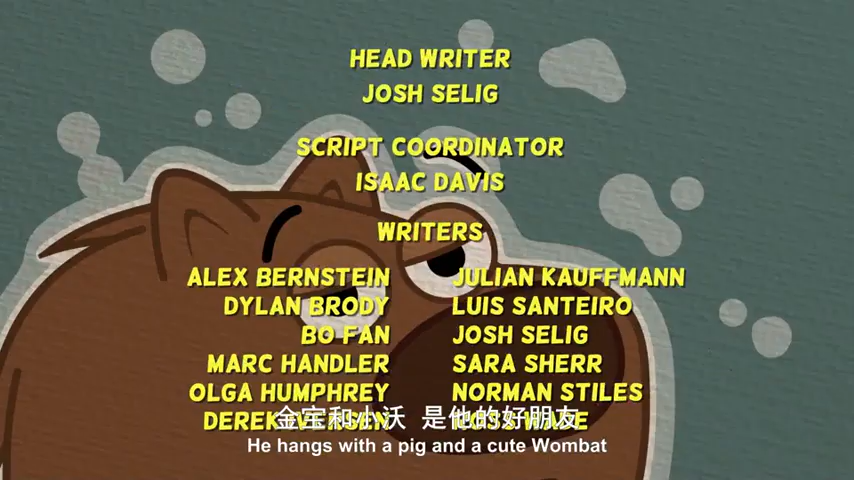 HEAD WRITER
JOSH SELIG
SCRIPT COORDINATOR
ISAAC DAVIS
WRITERS
ALEX BERNSTEIN JULIAN KAUFFMANN
DYLAN BRODY LUIS SANTEIRO
BO FAN JOSH SELIG
MARC HANDLER SARA SHERR
OLGA HUMPHREY NORMAN STILES
DEREK
金宝和小沃 是他的好朋友
He hangs with a pig and a cute Wombat